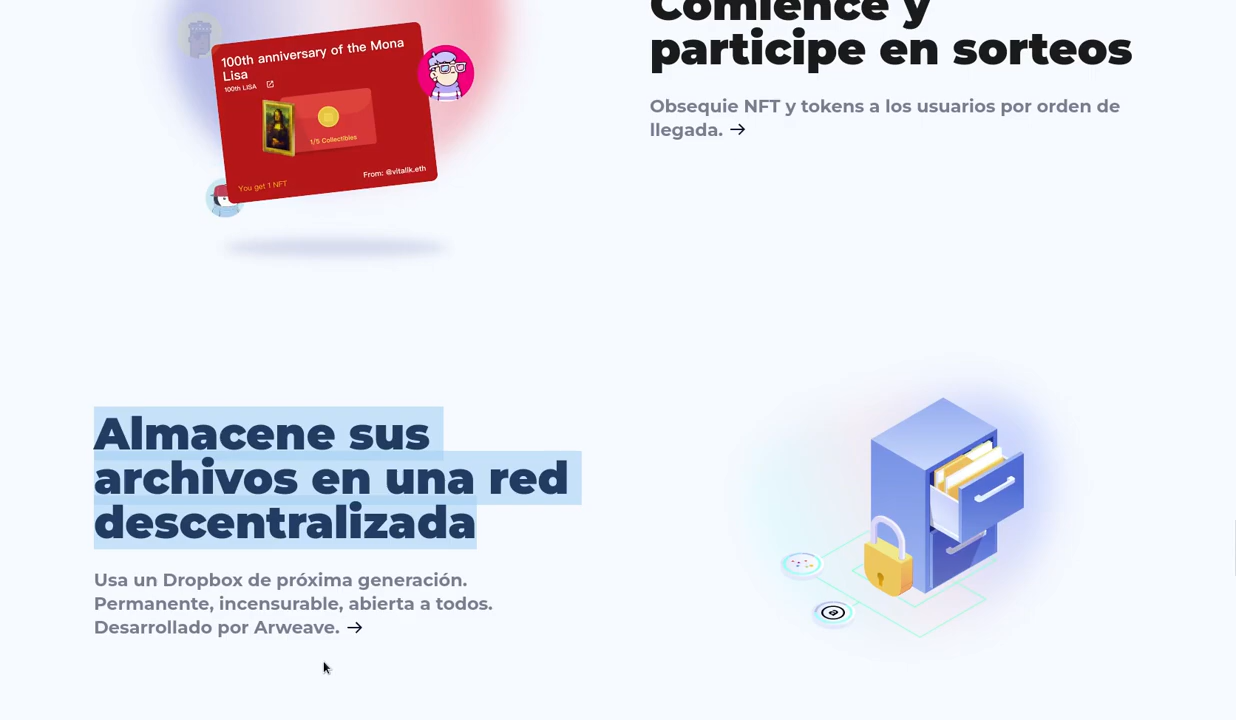 100th anniversary of the Mona
Lisa
100th LISA
1/5 Collectibles
You get 1 NFT
From: @vitalik.eth
Comience y
participe en sorteos
Obsequie NFT y tokens a los usuarios por orden de
llegada. →
Almacene sus
archivos en una red
descentralizada
Usa un Dropbox de próxima generación.
Permanente, incensurable, abierta a todos.
Desarrollado por Arweave. →